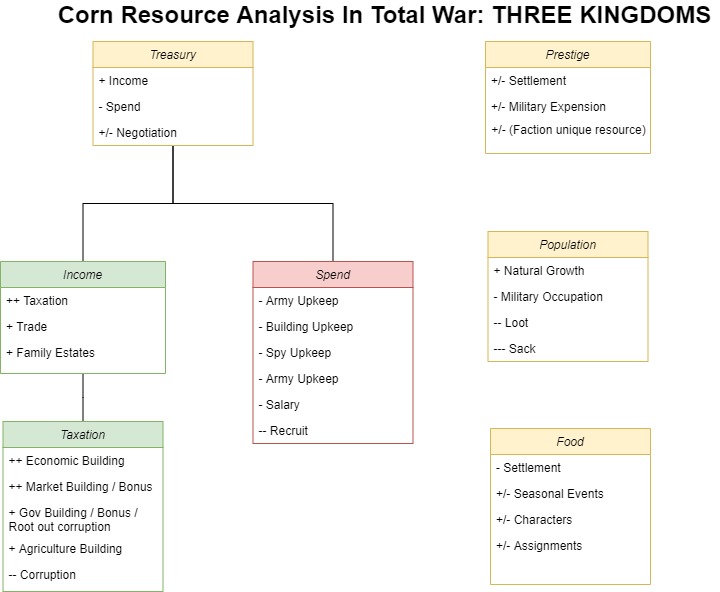 Corn Resource Analysis In Total War: THREE KINGDOMS
Treasury
+ Income
- Spend
+/- Negotiation
Prestige
+/- Settlement
+/- Military Expension
+/- (Faction unique resource)
Income
++ Taxation
+ Trade
+ Family Estates
Spend
- Army Upkeep
- Building Upkeep
- Spy Upkeep
- Army Upkeep
- Salary
-- Recruit
Population
+ Natural Growth
- Military Occupation
-- Loot
--- Sack
Taxation
++ Economic Building
++ Market Building / Bonus
+ Gov Building / Bonus /
Root out corruption
+ Agriculture Building
-- Corruption
Food
- Settlement
+/- Seasonal Events
+/- Characters
+/- Assignments